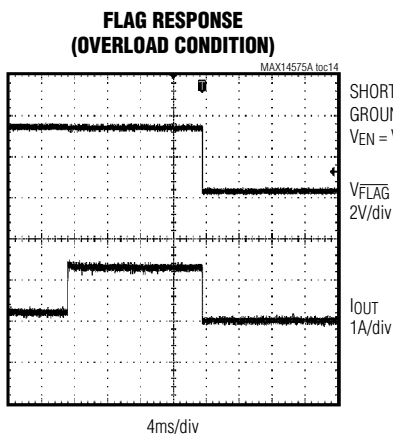 FLAG RESPONSE
(OVERLOAD CONDITION)
MAX14575A toc14
SHORT
GROUN
VEN =
VFLAG
2V/div
IOUT
1A/div
4ms/div